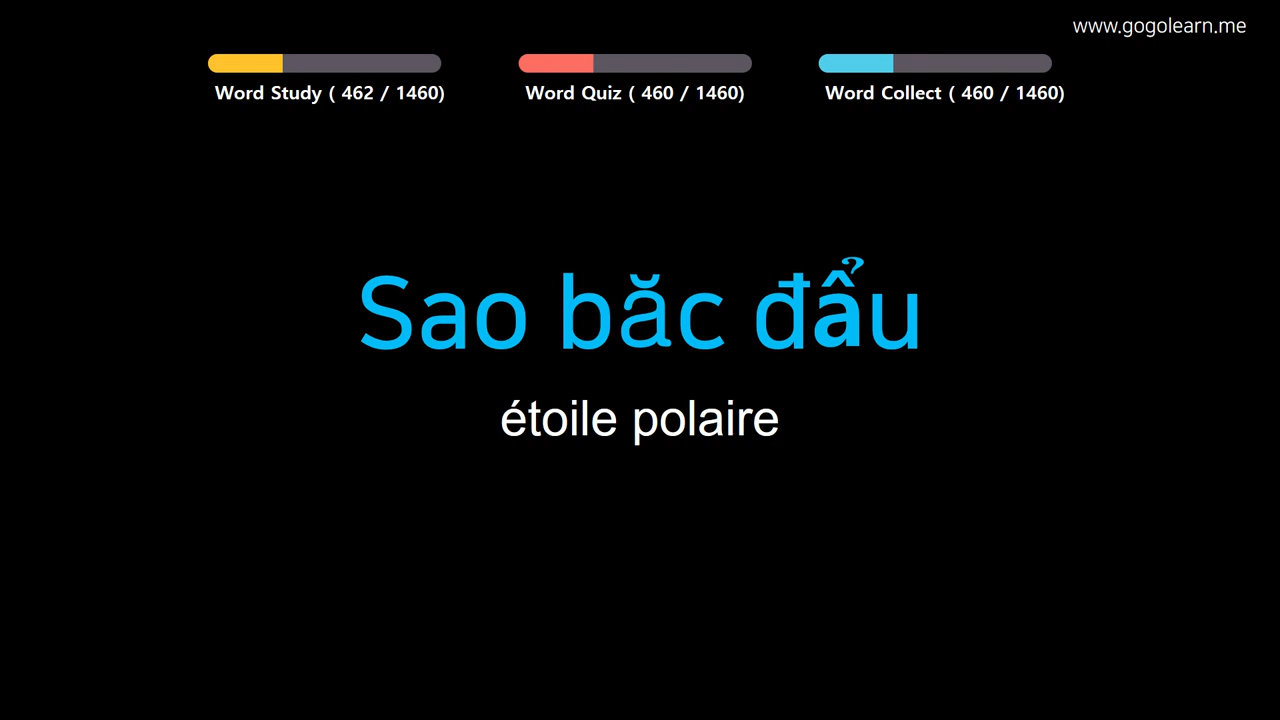 www.gogolearn.me
Word Study ( 462 / 1460)
Word Quiz ( 460 / 1460)
Word Collect ( 460 / 1460)
Sao băc đẩu
étoile polaire